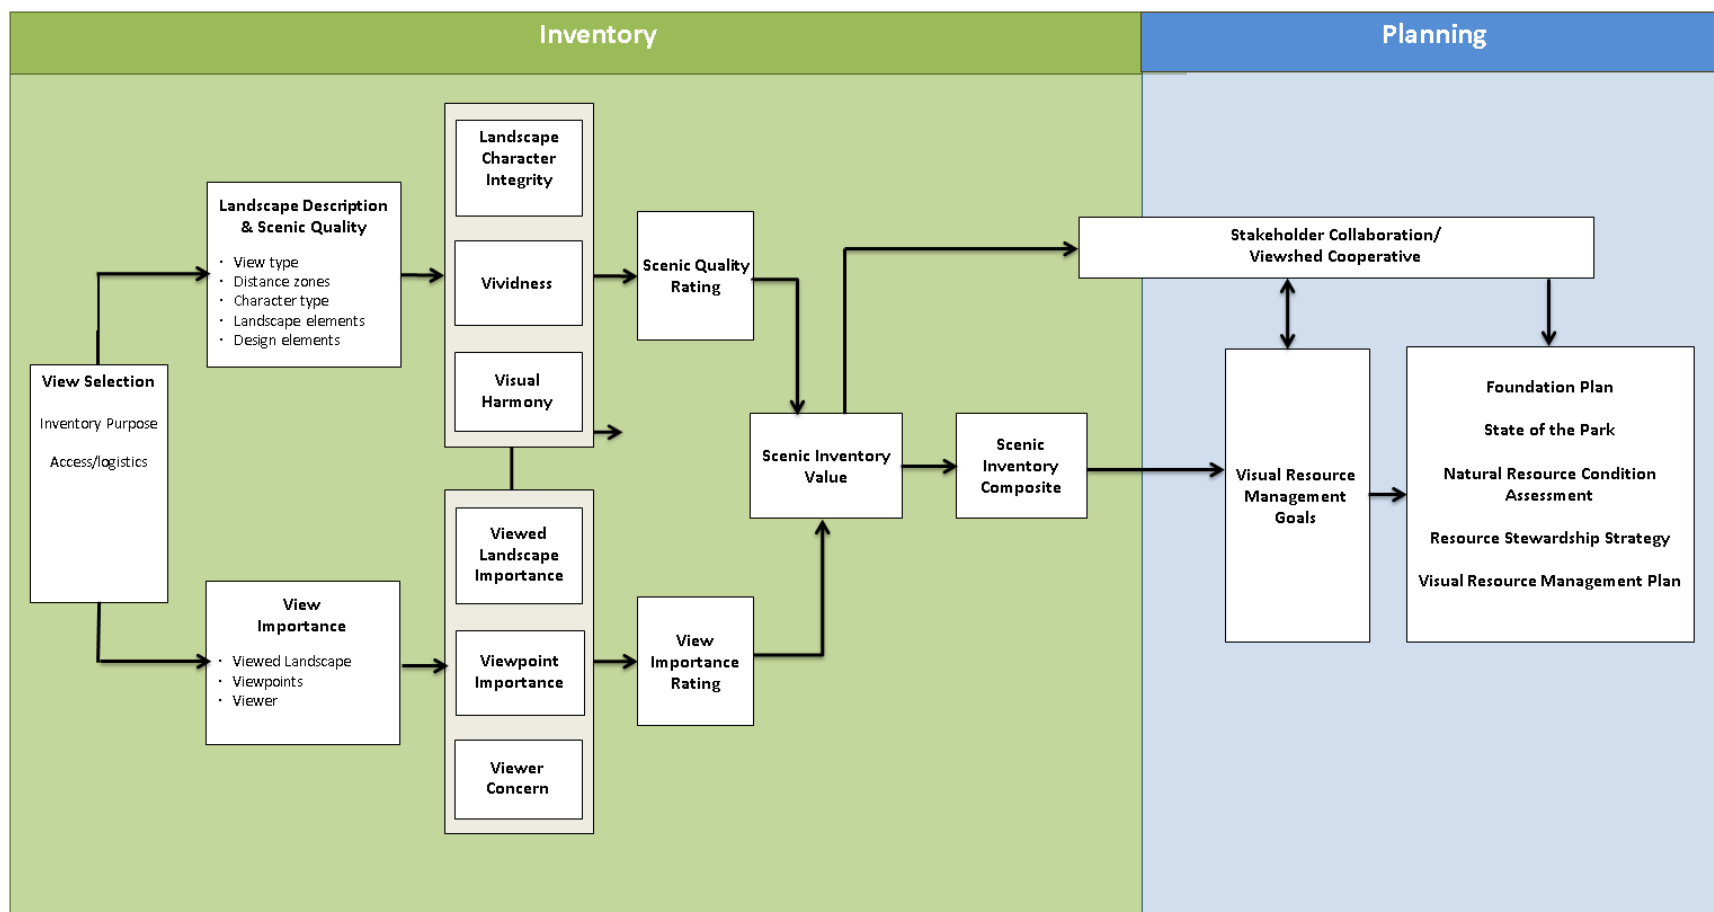 Inventory
Planning
View Selection
Inventory Purpose
Access/logistics
Landscape Description
& Scenic Quality
· View type
· Distance zones
· Character type
· Landscape elements
· Design elements
View
Importance
· Viewed Landscape
· Viewpoints
· Viewer
Landscape
Character
Integrity
Vividness
Visual
Harmony
Viewed
Landscape
Importance
Viewpoint
Importance
Viewer
Concern
Scenic Quality
Rating
View
Importance
Rating
Scenic Inventory
Value
Scenic
Inventory
Composite
Stakeholder Collaboration/
Viewshed Cooperative
Visual Resource
Management
Goals
Foundation Plan
State of the Park
Natural Resource Condition
Assessment
Resource Stewardship Strategy
Visual Resource Management Plan